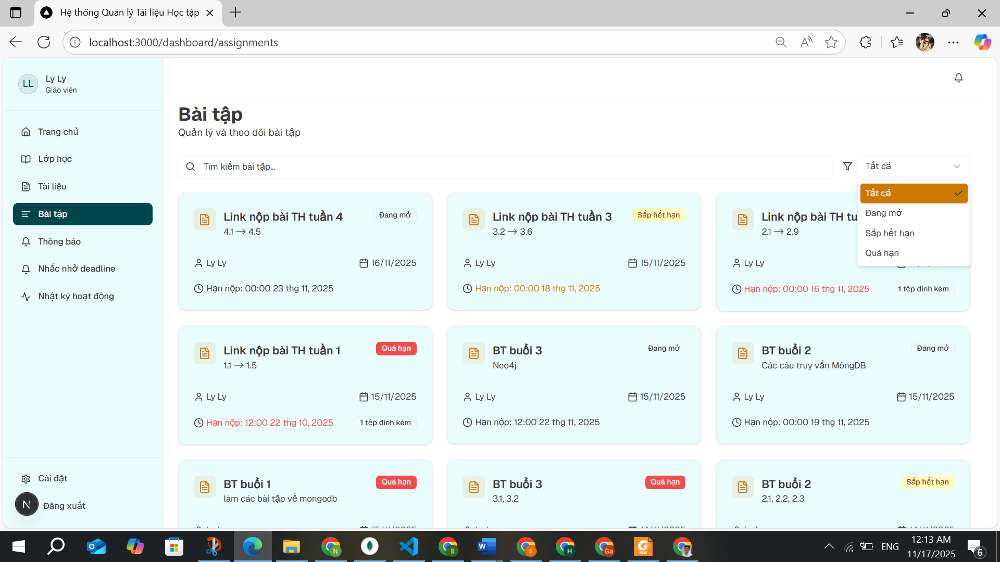 Hệ thống Quản lý Tài liệu Học tập
localhost:3000/dashboard/assignments
LL
Ly Ly
Giáo viên
Trang chủ
Lớp học
Tài liệu
Bài tập
Thông báo
Nhắc nhở deadline
Nhật ký hoạt động
Cài đặt
N
Đăng xuất
Bài tập
Quản lý và theo dõi bài tập
Tìm kiếm bài tập...
Tất cả
Tất cả
Đang mở
Sắp hết hạn
Quá hạn
Link nộp bài TH tuần 4
Đang mở
4.1 → 4.5
Ly Ly
16/11/2025
Hạn nộp: 00:00 23 thg 11, 2025
Link nộp bài TH tuần 3
Sắp hết hạn
3.2 → 3.6
Ly Ly
15/11/2025
Hạn nộp: 00:00 18 thg 11, 2025
Link nộp bài TH tu
2.1 → 2.9
Ly Ly
Hạn nộp: 00:00 16 thg 11, 2025
1 tệp đính kèm
Link nộp bài TH tuần 1
Quá hạn
1.1 → 1.5
Ly Ly
15/11/2025
Hạn nộp: 12:00 22 thg 10, 2025
1 tệp đính kèm
BT buổi 3
Đang mở
Neo4j
Ly Ly
15/11/2025
Hạn nộp: 12:00 22 thg 11, 2025
BT buổi 2
Đang mở
Các câu truy vấn MôngDB
Ly Ly
15/11/2025
Hạn nộp: 00:00 19 thg 11, 2025
BT buổi 1
Quá hạn
làm các bài tập về mongodb
BT buổi 3
Quá hạn
3.1, 3.2
BT buổi 2
Sắp hết hạn
2.1, 2.2, 2.3
ENG
12:13 AM
11/17/2025
6